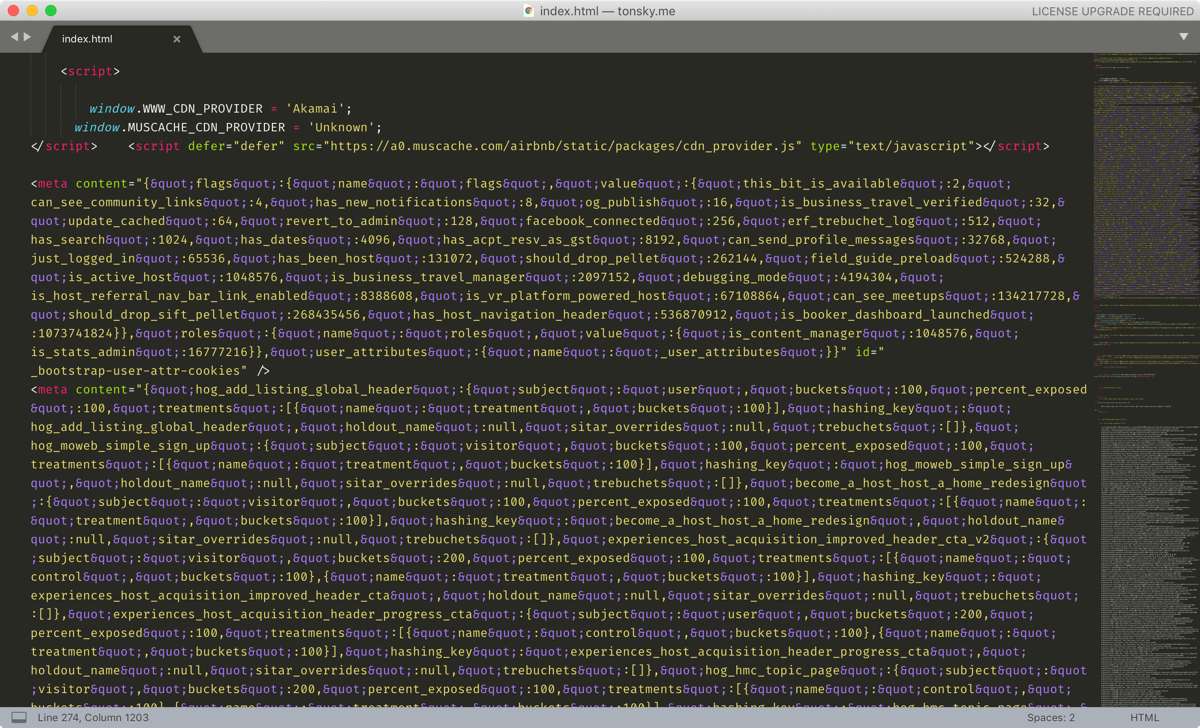 index.html — tonsky.me
LICENSE UPGRADE REQUIRED
index.html
<script>
window.WWW_CDN_PROVIDER = 'Akamai';
window.MUSCACHE_CDN_PROVIDER = 'Unknown';
</script> <script defer="defer" src="https://a0.muscache.com/airbnb/static/packages/cdn_provider.js" type="text/javascript"></script>
<meta content="{&quot;flags&quot;:{&quot;name&quot;:&quot;flags&quot;,&quot;value&quot;:{&quot;this_bit_is_available&quot;:2,&quot;
can_see_community_links&quot;:4,&quot;has_new_notifications&quot;:8,&quot;og_publish&quot;:16,&quot;is_business_travel_verified&quot;:32,&
quot;update_cached&quot;:64,&quot;revert_to_admin&quot;:128,&quot;facebook_connected&quot;:256,&quot;erf_trebuchet_log&quot;:512,&quot;
has_search&quot;:1024,&quot;has_dates&quot;:4096,&quot;has_acpt_resv_as_gst&quot;:8192,&quot;can_send_profile_messages&quot;:32768,&quot;
just_logged_in&quot;:65536,&quot;has_been_host&quot;:131072,&quot;should_drop_pellet&quot;:262144,&quot;field_guide_preload&quot;:524288,&
quot;is_active_host&quot;:1048576,&quot;is_business_travel_manager&quot;:2097152,&quot;debugging_mode&quot;:4194304,&quot;
is_host_referral_nav_bar_link_enabled&quot;:8388608,&quot;is_vr_platform_powered_host&quot;:67108864,&quot;can_see_meetups&quot;:134217728,&
quot;should_drop_sift_pellet&quot;:268435456,&quot;has_host_navigation_header&quot;:536870912,&quot;is_booker_dashboard_launched&quot;
:1073741824}},&quot;roles&quot;:{&quot;name&quot;:&quot;roles&quot;,&quot;value&quot;:{&quot;is_content_manager&quot;:1048576,&quot;
is_stats_admin&quot;:16777216}},&quot;user_attributes&quot;:{&quot;name&quot;:&quot;_user_attributes&quot;}}" id="
_bootstrap-user-attr-cookies" />
<meta content="{&quot;hog_add_listing_global_header&quot;:{&quot;subject&quot;:&quot;user&quot;,&quot;buckets&quot;:100,&quot;percent_exposed
&quot;:100,&quot;treatments&quot;:[{&quot;name&quot;:&quot;treatment&quot;,&quot;buckets&quot;:100}],&quot;hashing_key&quot;:&quot;
hog_add_listing_global_header&quot;,&quot;holdout_name&quot;:null,&quot;sitar_overrides&quot;:null,&quot;trebuchets&quot;:[]},&quot;
hog_moweb_simple_sign_up&quot;:{&quot;subject&quot;:&quot;visitor&quot;,&quot;buckets&quot;:100,&quot;percent_exposed&quot;:100,&quot;
treatments&quot;:[{&quot;name&quot;:&quot;treatment&quot;,&quot;buckets&quot;:100}],&quot;hashing_key&quot;:&quot;hog_moweb_simple_sign_up&
quot;,&quot;holdout_name&quot;:null,&quot;sitar_overrides&quot;:null,&quot;trebuchets&quot;:[]},&quot;become_a_host_host_a_home_redesign&quot
;:{&quot;subject&quot;:&quot;visitor&quot;,&quot;buckets&quot;:100,&quot;percent_exposed&quot;:100,&quot;treatments&quot;:[{&quot;name&quot;:
&quot;treatment&quot;,&quot;buckets&quot;:100}],&quot;hashing_key&quot;:&quot;become_a_host_host_a_home_redesign&quot;,&quot;holdout_name&
quot;:null,&quot;sitar_overrides&quot;:null,&quot;trebuchets&quot;:[]},&quot;experiences_host_acquisition_improved_header_cta_v2&quot;:{&quot
;subject&quot;:&quot;visitor&quot;,&quot;buckets&quot;:200,&quot;percent_exposed&quot;:100,&quot;treatments&quot;:[{&quot;name&quot;:&quot;
control&quot;,&quot;buckets&quot;:100},{&quot;name&quot;:&quot;treatment&quot;,&quot;buckets&quot;:100}],&quot;hashing_key&quot;:&quot;
experiences_host_acquisition_improved_header_cta&quot;,&quot;holdout_name&quot;:null,&quot;sitar_overrides&quot;:null,&quot;trebuchets&quot;
:[]},&quot;experiences_host_acquisition_header_progress_cta&quot;:{&quot;subject&quot;:&quot;user&quot;,&quot;buckets&quot;:200,&quot;
percent_exposed&quot;:100,&quot;treatments&quot;:[{&quot;name&quot;:&quot;control&quot;,&quot;buckets&quot;:100},{&quot;name&quot;:&quot;
treatment&quot;,&quot;buckets&quot;:100}],&quot;hashing_key&quot;:&quot;experiences_host_acquisition_header_progress_cta&quot;,&quot;
holdout_name&quot;:null,&quot;sitar_overrides&quot;:null,&quot;trebuchets&quot;:[]},&quot;hog_hmc_topic_page&quot;:{&quot;subject&quot;:&quot
;visitor&quot;,&quot;buckets&quot;:200,&quot;percent_exposed&quot;:100,&quot;treatments&quot;:[{&quot;name&quot;:&quot;control&quot;,&quot;
Line 274, Column 1203
Spaces: 2
HTML